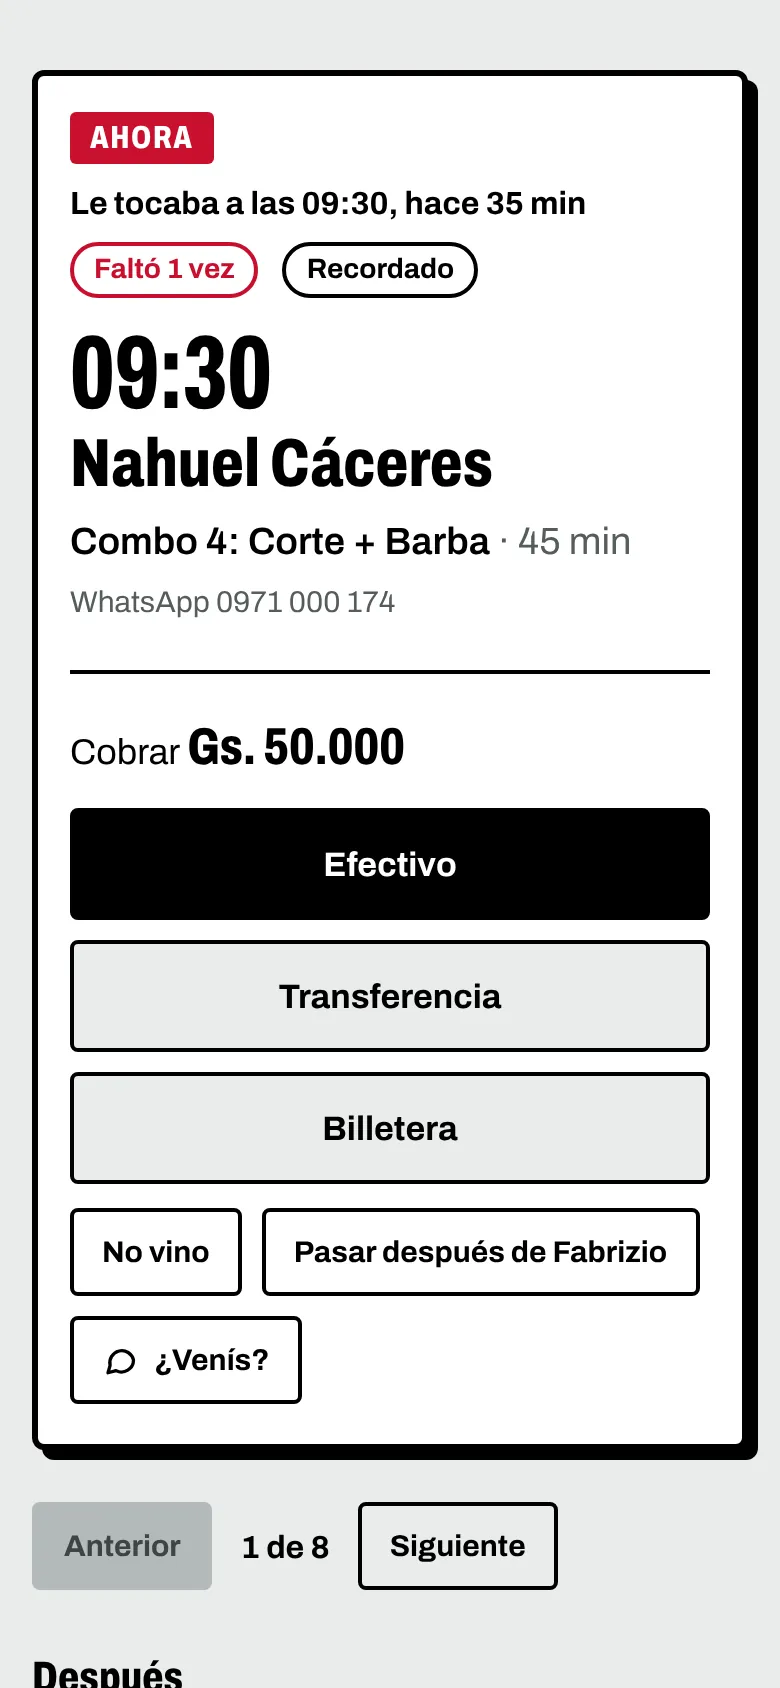 AHORA
Le tocaba a las 09:30, hace 35 min
Faltó 1 vez
Recordado
09:30
Nahuel Cáceres
Combo 4: Corte + Barba · 45 min
WhatsApp 0971 000 174
Cobrar Gs. 50.000
Efectivo
Transferencia
Billetera
No vino
Pasar después de Fabrizio
¿Venís?
Anterior
1 de 8
Siguiente
Después